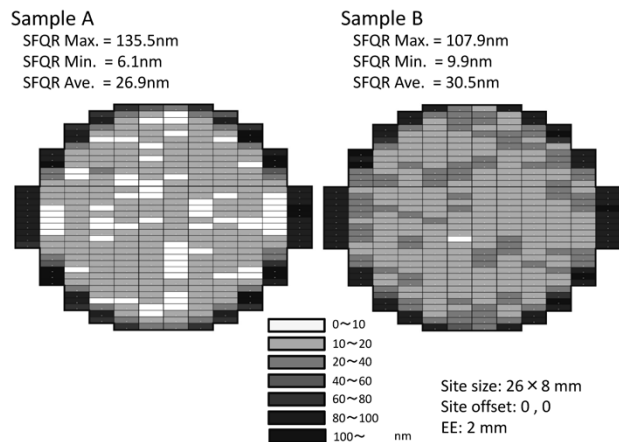 Sample A
SFQR Max. = 135.5nm
SFQR Min. = 6.1nm
SFQR Ave. = 26.9nm
Sample B
SFQR Max. = 107.9nm
SFQR Min. = 9.9nm
SFQR Ave. = 30.5nm
0～10
10～20
20～40
40～60
60～80
80～100
100～ nm
Site size: 26 × 8 mm
Site offset: 0 , 0
EE: 2 mm